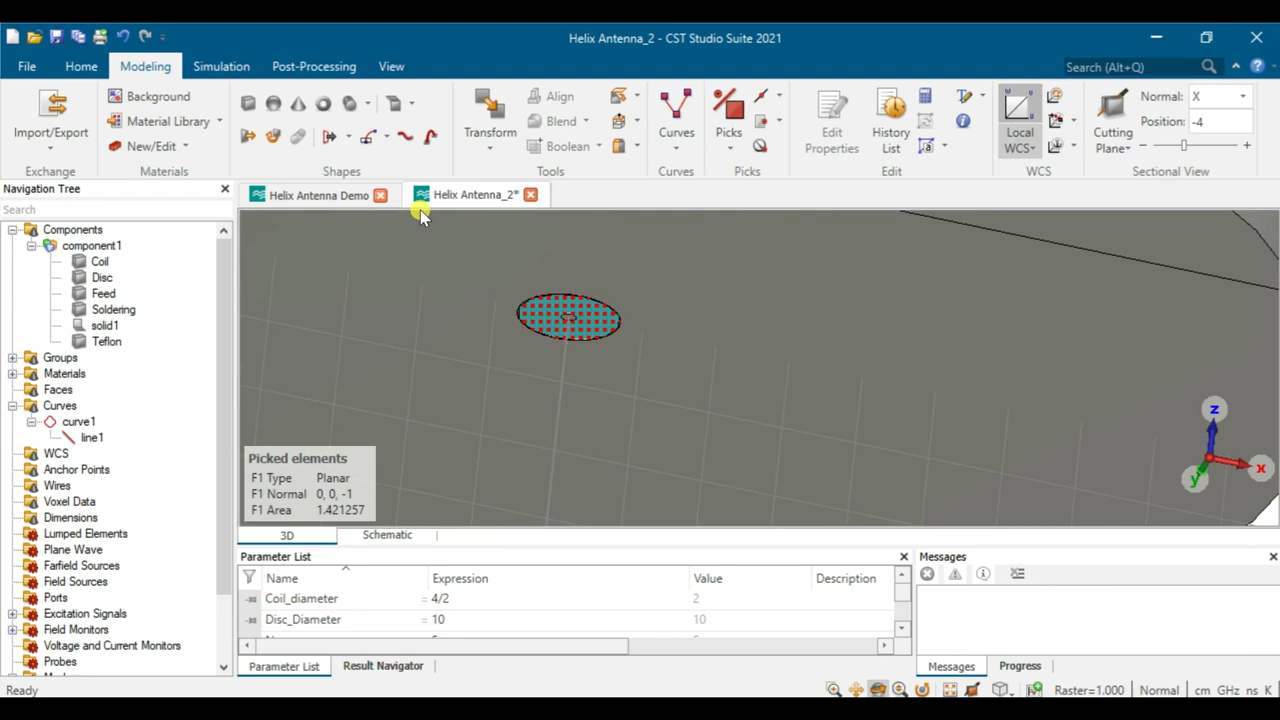 Helix Antenna_2 - CST Studio Suite 2021
File Home Modeling Simulation Post-Processing View Search (Alt+Q)
Import/Export
Exchange
Background
Material Library
New/Edit
Materials
Shapes
Transform
Align
Blend
Boolean
Tools
Curves
Curves
Picks
Picks
Edit
Properties
History
List
Edit
Local
WCS
WCS
Cutting
Plane
Normal: X
Position: -4
Sectional View
Navigation Tree
Search
Components
component1
Coil
Disc
Feed
Soldering
solid1
Teflon
Groups
Materials
Faces
Curves
curve1
line1
WCS
Anchor Points
Wires
Voxel Data
Dimensions
Lumped Elements
Plane Wave
Farfield Sources
Field Sources
Ports
Excitation Signals
Field Monitors
Voltage and Current Monitors
Probes
Helix Antenna Demo
Helix Antenna_2*
z
x
y
Picked elements
F1 Type Planar
F1 Normal 0, 0, -1
F1 Area 1.421257
3D Schematic
Parameter List
Name Expression Value Description
Coil_diameter = 4/2 2
Disc_Diameter = 10 10
Parameter List Result Navigator
Messages
Messages Progress
Ready
Raster=1.000 Normal cm GHz ns K